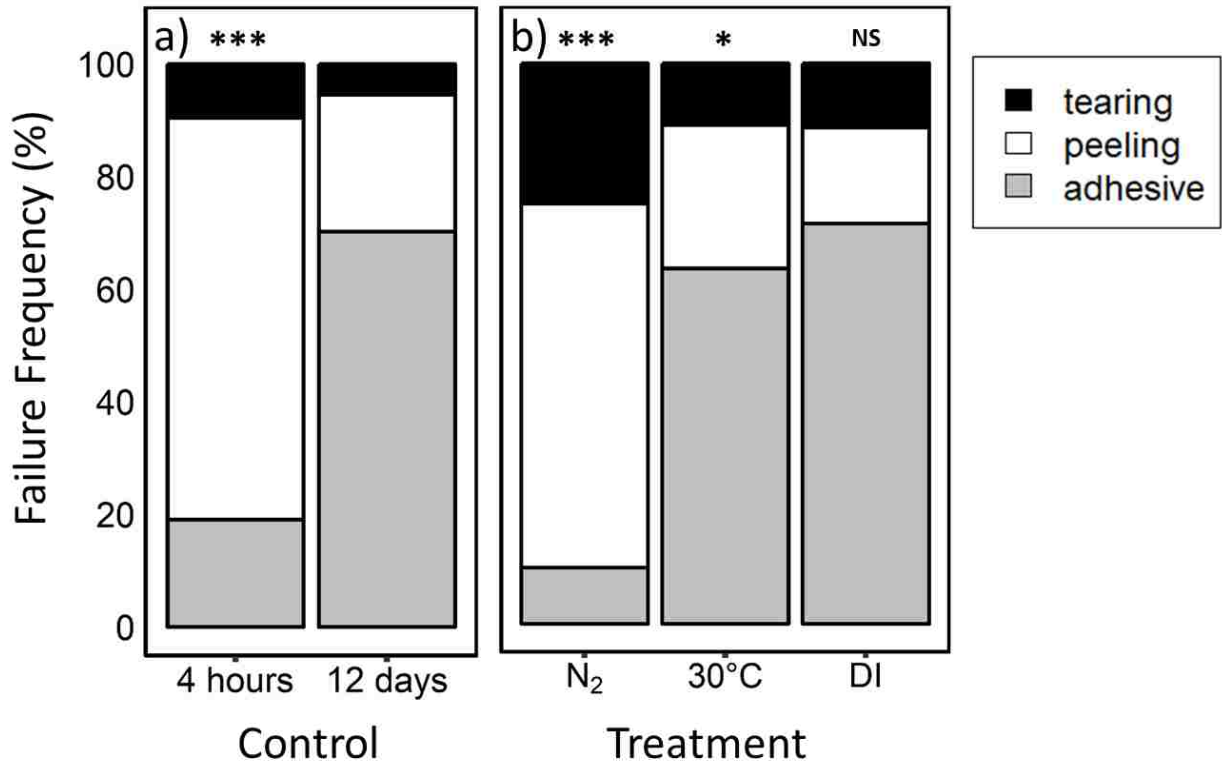 a) ***
b) *** * NS
100
80
60
40
20
0
Failure Frequency (%)
4 hours 12 days
Control
N₂ 30°C DI
Treatment
tearing
peeling
adhesive